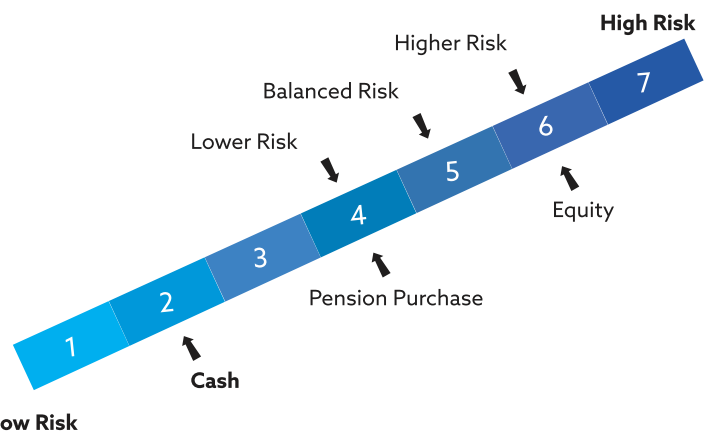 High Risk
Higher Risk
7
Balanced Risk
6
Lower Risk
5
Equity
4
3
Pension Purchase
2
1
Cash
ow Risk